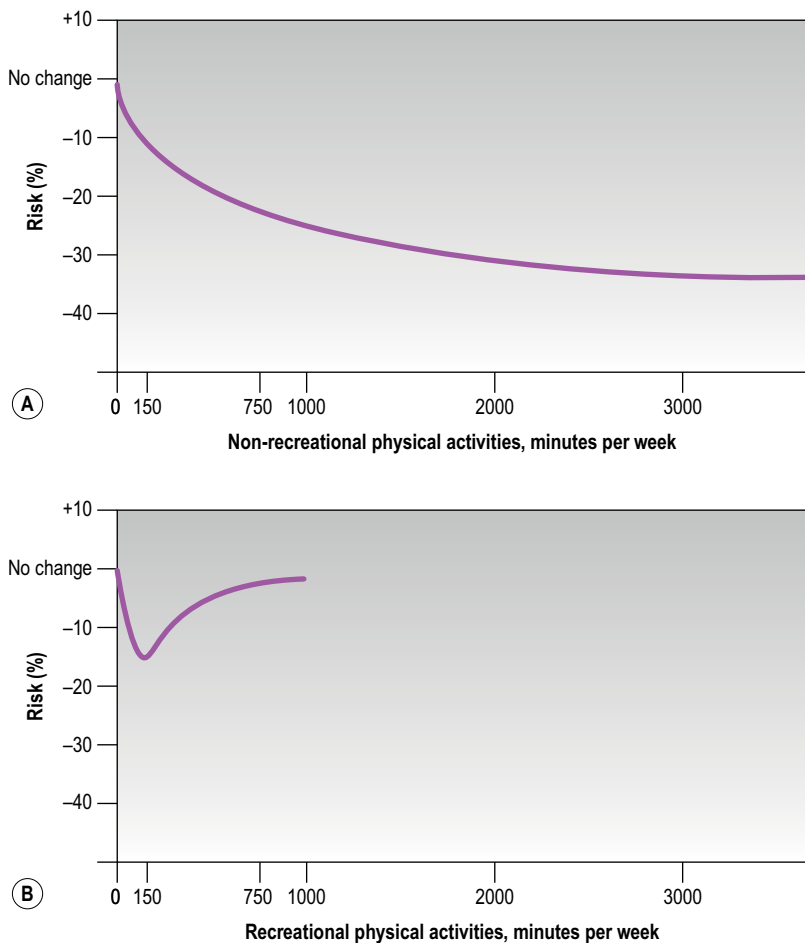 +10
No change
–10
–20
–30
–40
Risk (%)
A
0 150 750 1000 2000 3000
Non-recreational physical activities, minutes per week
+10
No change
–10
–20
–30
–40
Risk (%)
B
0 150 750 1000 2000 3000
Recreational physical activities, minutes per week